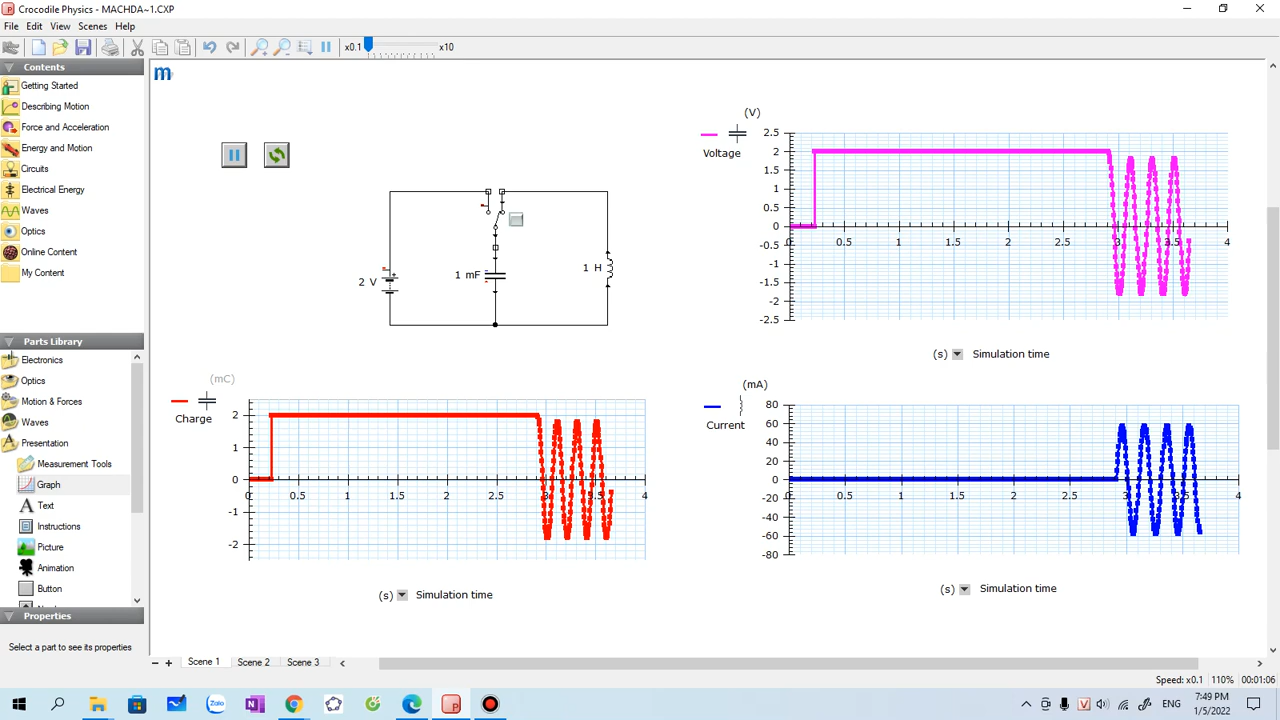 Crocodile Physics - MACHDA~1.CXP
File Edit View Scenes Help
x0.1 x10
Contents
Getting Started
Describing Motion
Force and Acceleration
Energy and Motion
Circuits
Electrical Energy
Waves
Optics
Online Content
My Content
Parts Library
Electronics
Optics
Motion & Forces
Waves
Presentation
Measurement Tools
Graph
Text
Instructions
Picture
Animation
Button
Properties
Select a part to see its properties
m
2 V
1 mF
1 H
(V)
Voltage
2.5
2
1.5
1
0.5
0
-0.5
-1
-1.5
-2
-2.5
0 0.5 1 1.5 2 2.5 3 3.5 4
(s) Simulation time
(mC)
Charge
2
1
0
-1
-2
0 0.5 1 1.5 2 2.5 3 3.5 4
(s) Simulation time
(mA)
Current
80
60
40
20
0
-20
-40
-60
-80
0 0.5 1 1.5 2 2.5 3 3.5 4
(s) Simulation time
Scene 1 Scene 2 Scene 3
Speed: x0.1 110% 00:01:06
Zalo
7:49 PM
1/5/2022